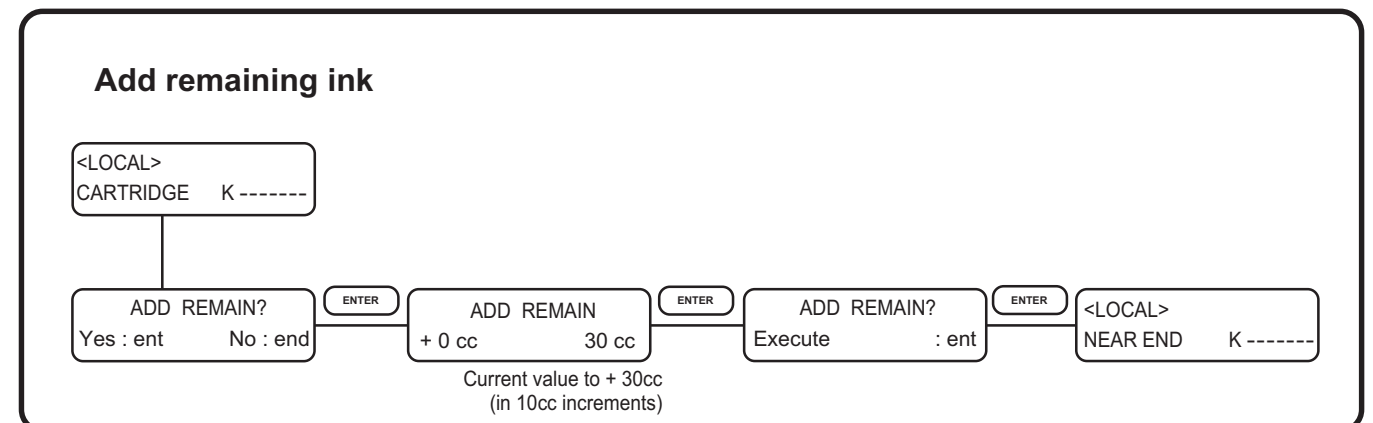 Add remaining ink
<LOCAL>
CARTRIDGE K -------
ADD REMAIN?
Yes : ent No : end
ENTER
ADD REMAIN
+ 0 cc 30 cc
ENTER
ADD REMAIN?
Execute : ent
ENTER
<LOCAL>
NEAR END K -------
Current value to + 30cc
(in 10cc increments)